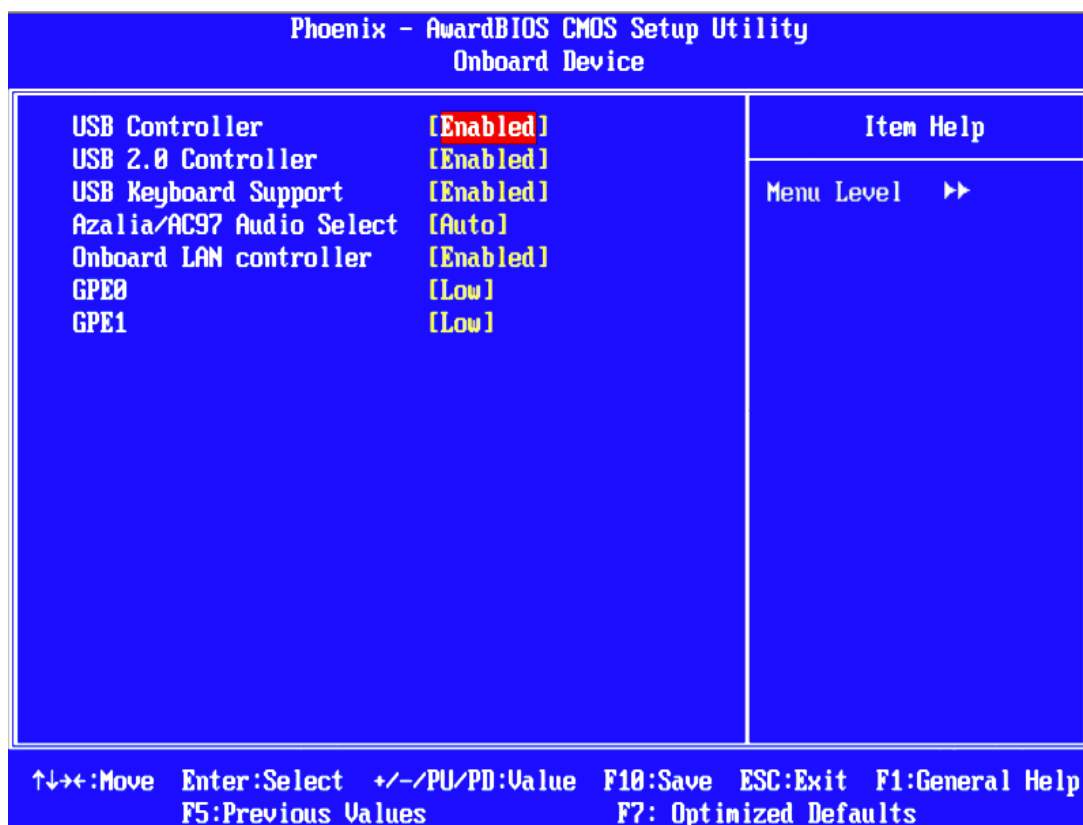 Phoenix - AwardBIOS CMOS Setup Utility
Onboard Device
USB Controller [Enabled]
USB 2.0 Controller [Enabled]
USB Keyboard Support [Enabled]
Azalia/AC97 Audio Select [Auto]
Onboard LAN controller [Enabled]
GPE0 [Low]
GPE1 [Low]
Item Help
Menu Level ▸▸
↑↓→←:Move Enter:Select +/-/PU/PD:Value F10:Save ESC:Exit F1:General Help
F5:Previous Values F7: Optimized Defaults